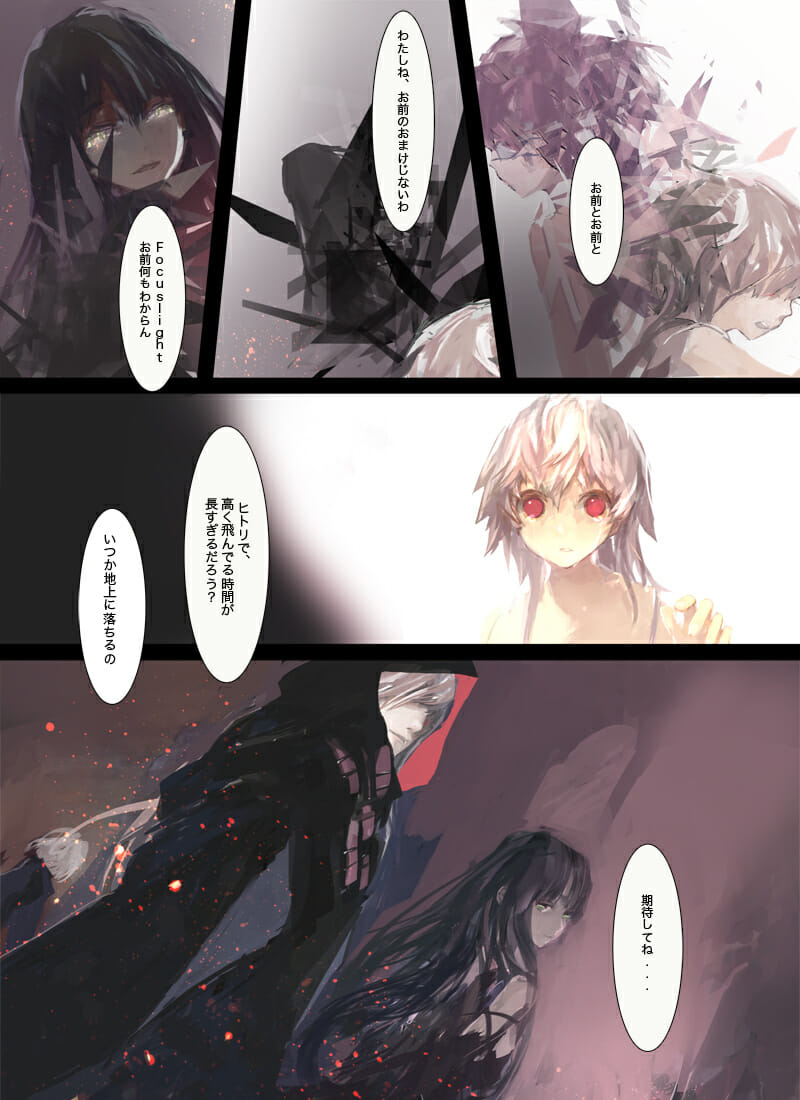 お前とお前と
わたしね、お前のおまけじないわ
Focuslight
お前何もわからん
ヒトリで、
高く飛んでる時間が
長すぎるだろう?
いつか地上に落ちるの
期待してね...